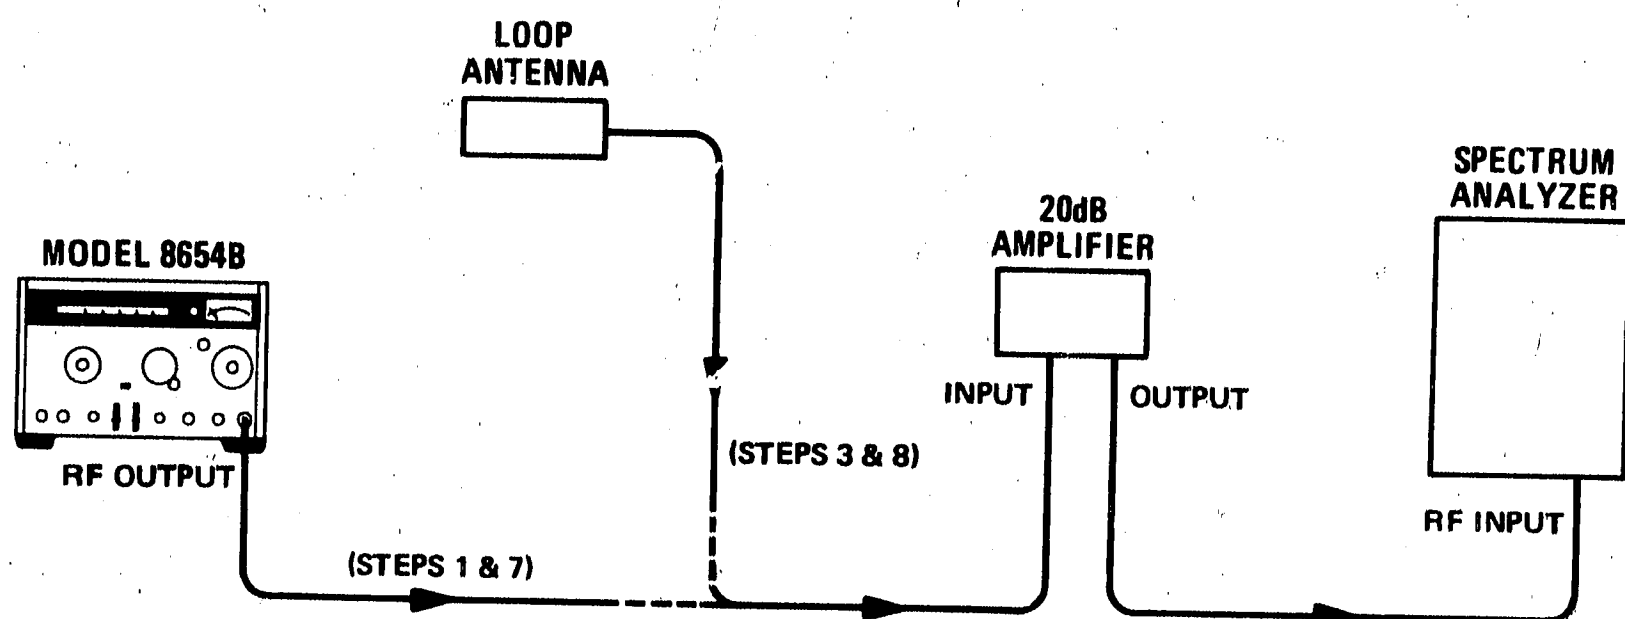 LOOP
ANTENNA
SPECTRUM
ANALYZER
20dB
AMPLIFIER
MODEL 8654B
INPUT
OUTPUT
(STEPS 3 & 8)
RF OUTPUT
RF INPUT
(STEPS 1 & 7)